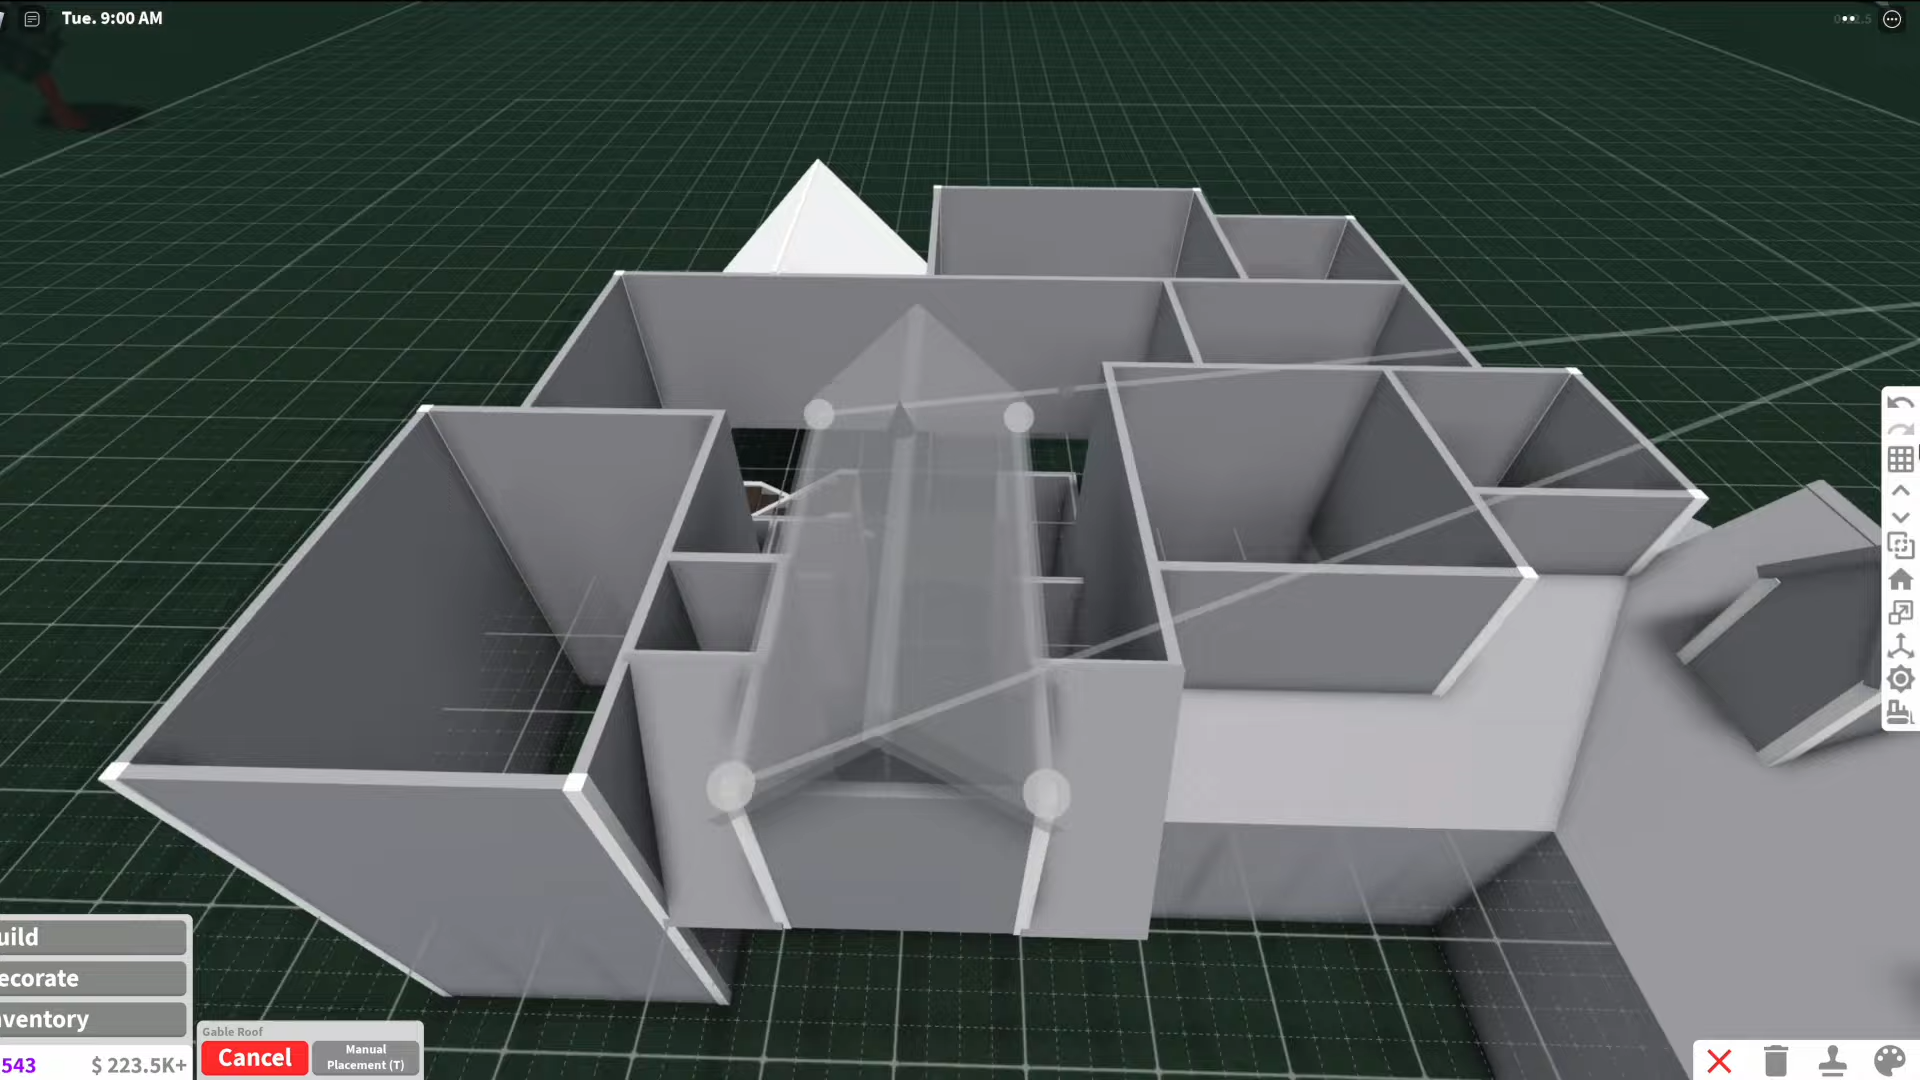 Tue. 9:00 AM
uild
ecorate
nventory
543
$ 223.5K+
Gable Roof
Cancel
Manual
Placement (T)